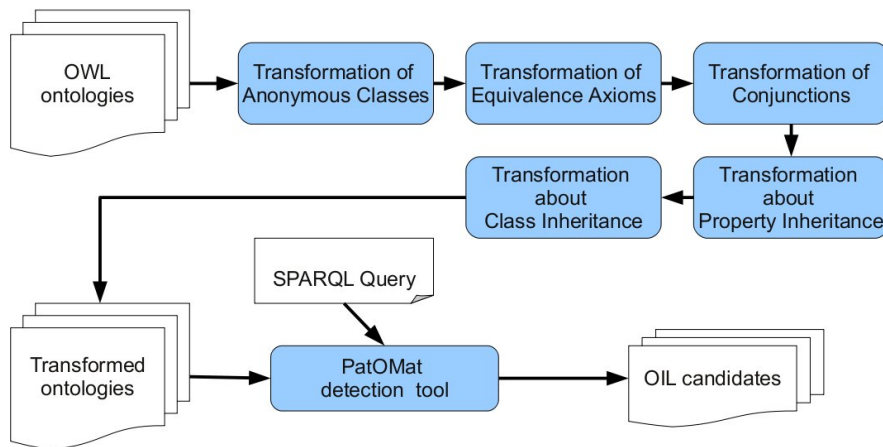 OWL
ontologies
Transformation of
Anonymous Classes
Transformation of
Equivalence Axioms
Transformation of
Conjunctions
Transformation
about
Class Inheritance
Transformation
about
Property Inheritance
SPARQL Query
Transformed
ontologies
PatOMat
detection tool
OIL candidates